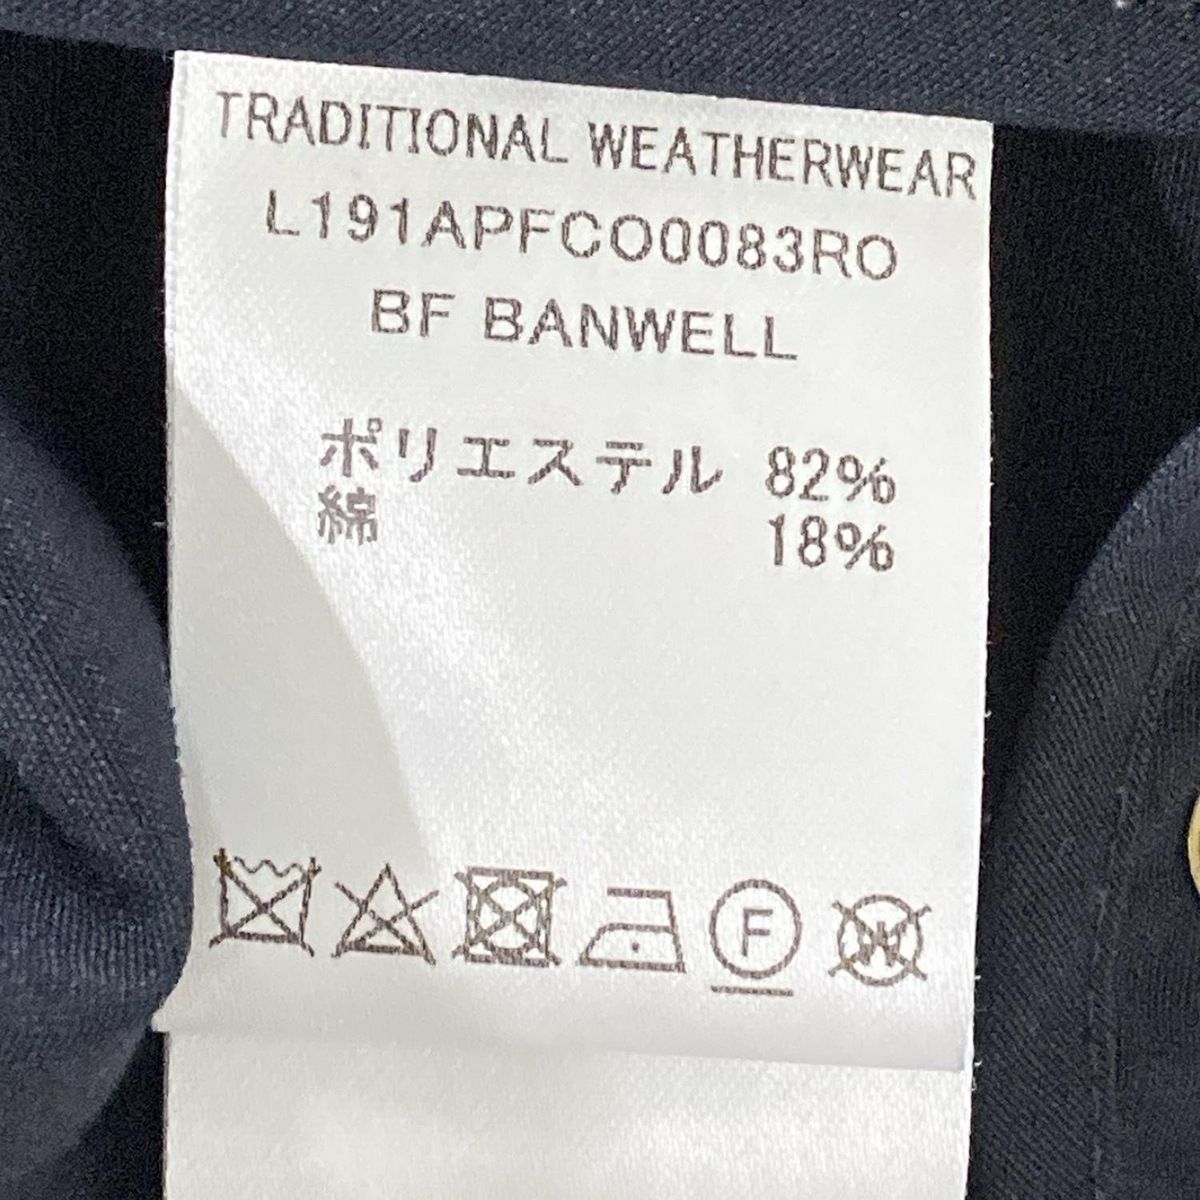 TRADITIONAL WEATHERWEAR
L191APFCO0083RO
BF BANWELL
ポリエステル 82%
綿 18%
F W